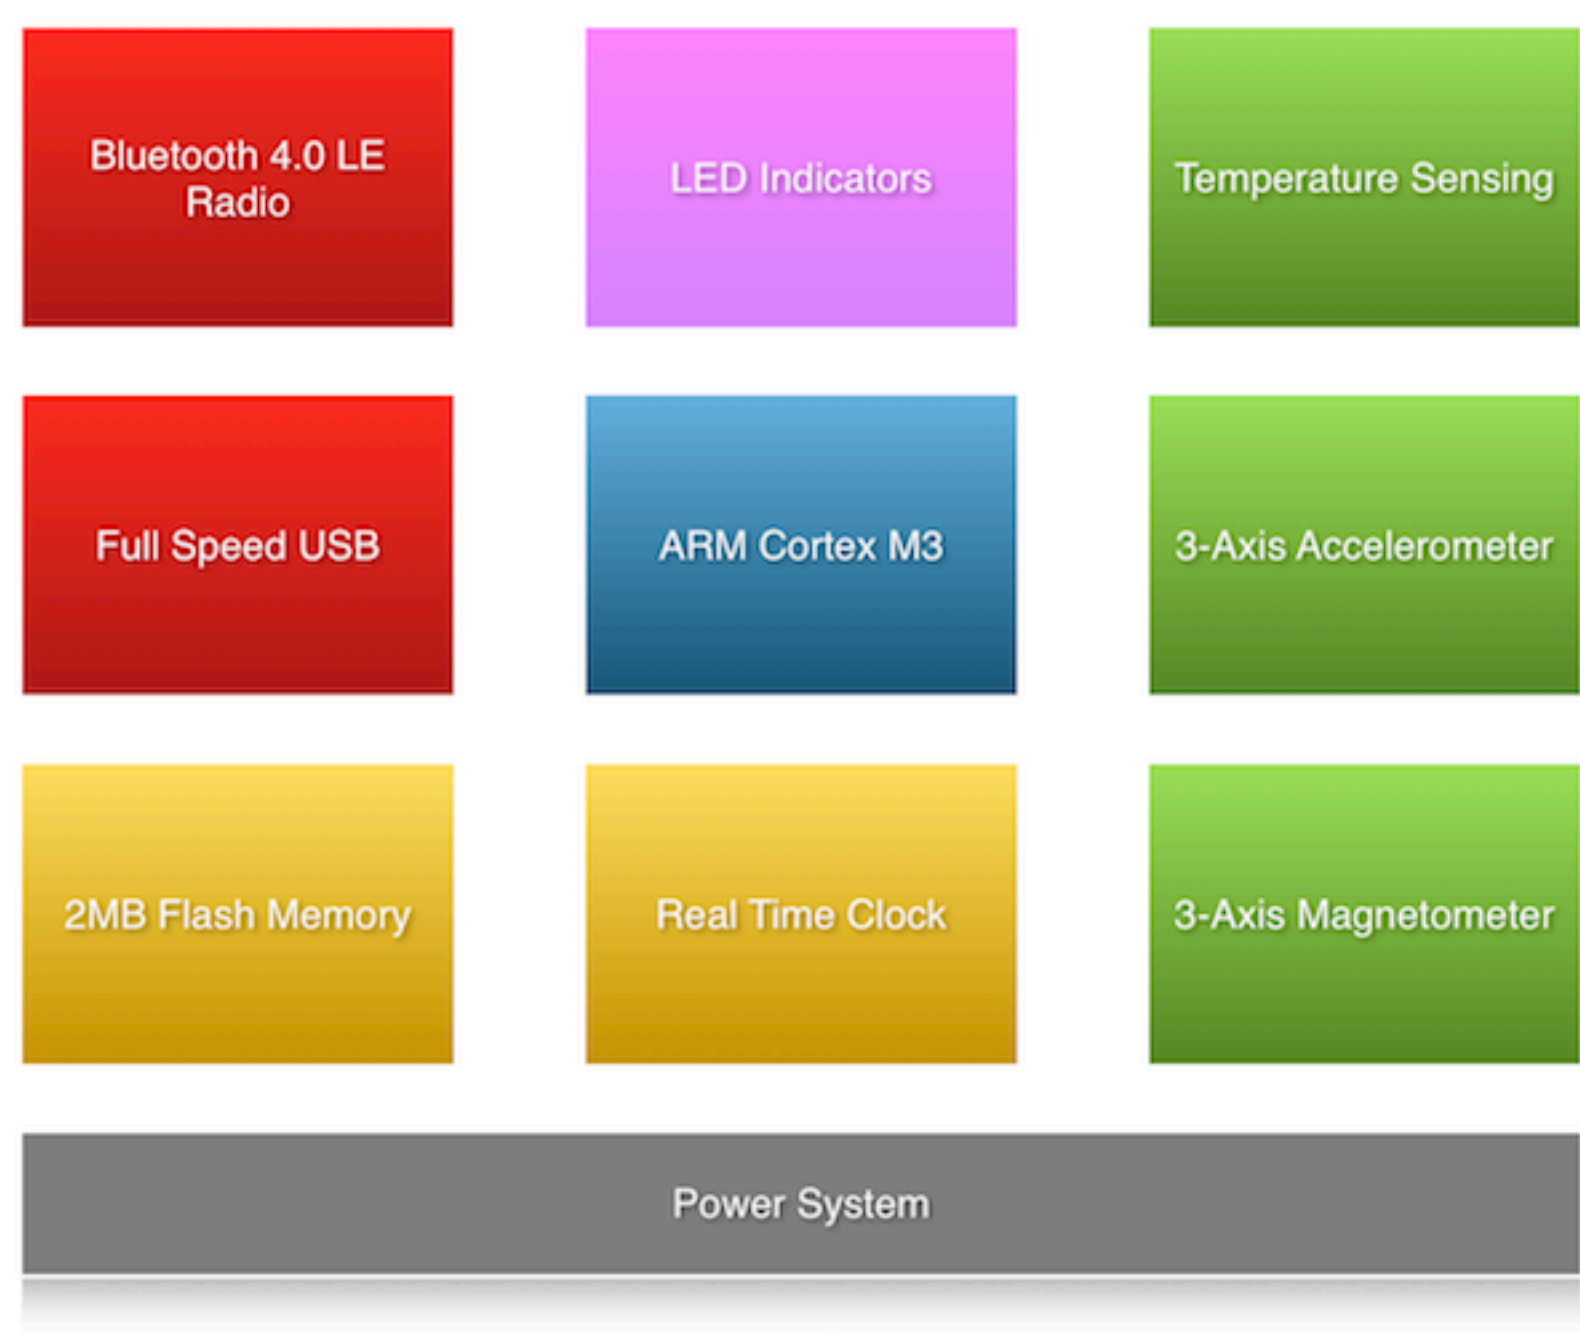 Bluetooth 4.0 LE
Radio
LED Indicators
Temperature Sensing
Full Speed USB
ARM Cortex M3
3-Axis Accelerometer
2MB Flash Memory
Real Time Clock
3-Axis Magnetometer
Power System